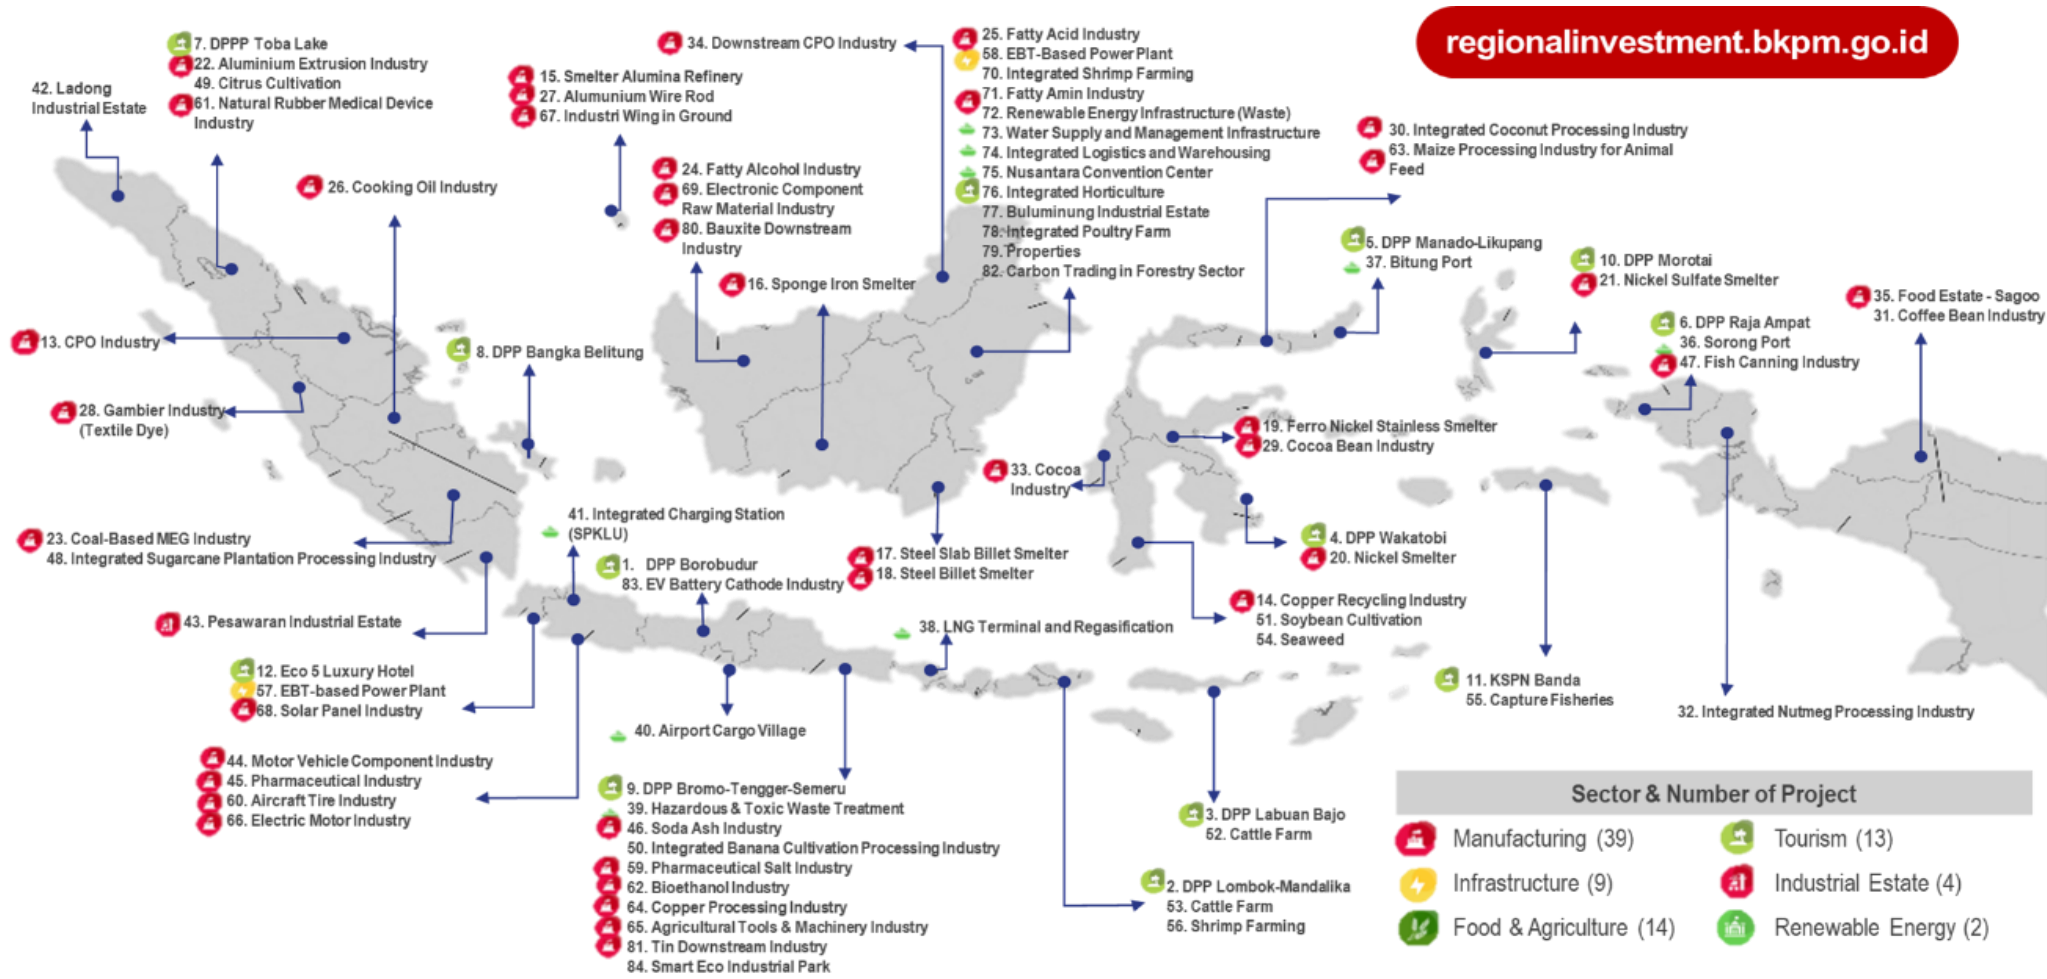 regionalinvestment.bkpm.go.id
7. DPPP Toba Lake
22. Aluminium Extrusion Industry
49. Citrus Cultivation
61. Natural Rubber Medical Device
Industry
42. Ladong
Industrial Estate
26. Cooking Oil Industry
13. CPO Industry
28. Gambier Industry
(Textile Dye)
8. DPP Bangka Belitung
15. Smelter Alumina Refinery
27. Alumunium Wire Rod
67. Industri Wing in Ground
34. Downstream CPO Industry
24. Fatty Alcohol Industry
69. Electronic Component
Raw Material Industry
80. Bauxite Downstream
Industry
16. Sponge Iron Smelter
25. Fatty Acid Industry
58. EBT-Based Power Plant
70. Integrated Shrimp Farming
71. Fatty Amin Industry
72. Renewable Energy Infrastructure (Waste)
73. Water Supply and Management Infrastructure
74. Integrated Logistics and Warehousing
75. Nusantara Convention Center
76. Integrated Horticulture
77. Buluminung Industrial Estate
78. Integrated Poultry Farm
79. Properties
82. Carbon Trading in Forestry Sector
30. Integrated Coconut Processing Industry
63. Maize Processing Industry for Animal
Feed
5. DPP Manado-Likupang
37. Bitung Port
10. DPP Morotai
21. Nickel Sulfate Smelter
6. DPP Raja Ampat
36. Sorong Port
47. Fish Canning Industry
35. Food Estate - Sagoo
31. Coffee Bean Industry
19. Ferro Nickel Stainless Smelter
29. Cocoa Bean Industry
33. Cocoa
Industry
23. Coal-Based MEG Industry
48. Integrated Sugarcane Plantation Processing Industry
41. Integrated Charging Station
(SPKLU)
1. DPP Borobudur
83. EV Battery Cathode Industry
17. Steel Slab Billet Smelter
18. Steel Billet Smelter
4. DPP Wakatobi
20. Nickel Smelter
14. Copper Recycling Industry
51. Soybean Cultivation
54. Seaweed
43. Pesawaran Industrial Estate
38. LNG Terminal and Regasification
12. Eco 5 Luxury Hotel
57. EBT-based Power Plant
68. Solar Panel Industry
11. KSPN Banda
55. Capture Fisheries
32. Integrated Nutmeg Processing Industry
40. Airport Cargo Village
44. Motor Vehicle Component Industry
45. Pharmaceutical Industry
60. Aircraft Tire Industry
66. Electric Motor Industry
9. DPP Bromo-Tengger-Semeru
39. Hazardous & Toxic Waste Treatment
46. Soda Ash Industry
50. Integrated Banana Cultivation Processing Industry
59. Pharmaceutical Salt Industry
62. Bioethanol Industry
64. Copper Processing Industry
65. Agricultural Tools & Machinery Industry
81. Tin Downstream Industry
84. Smart Eco Industrial Park
3. DPP Labuan Bajo
52. Cattle Farm
2. DPP Lombok-Mandalika
53. Cattle Farm
56. Shrimp Farming
Sector & Number of Project
Manufacturing (39)
Tourism (13)
Infrastructure (9)
Industrial Estate (4)
Food & Agriculture (14)
Renewable Energy (2)